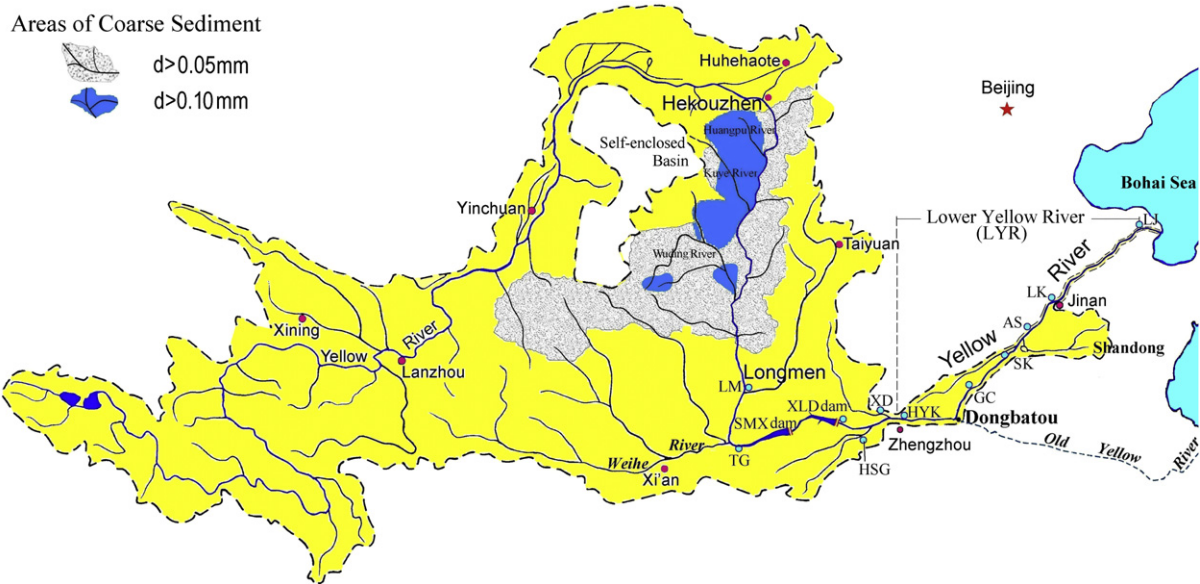 Areas of Coarse Sediment
d>0.05mm
d>0.10mm
Huhehaote
Beijing
Hekouzhen
Huangpu River
Self-enclosed
Basin
Kuye River
Bohai Sea
Yinchuan
Lower Yellow River
(LYR)
LJ
Taiyuan
Wuding River
River
LK
Jinan
Xining
River
Yellow
Lanzhou
AS
Yellow
Shandong
SK
Longmen
LM
GC
XD
XLD dam
HYK
Dongbatou
SMX dam
Zhengzhou
Old
Yellow
River
River
Weihe
TG
HSG
Xi'an